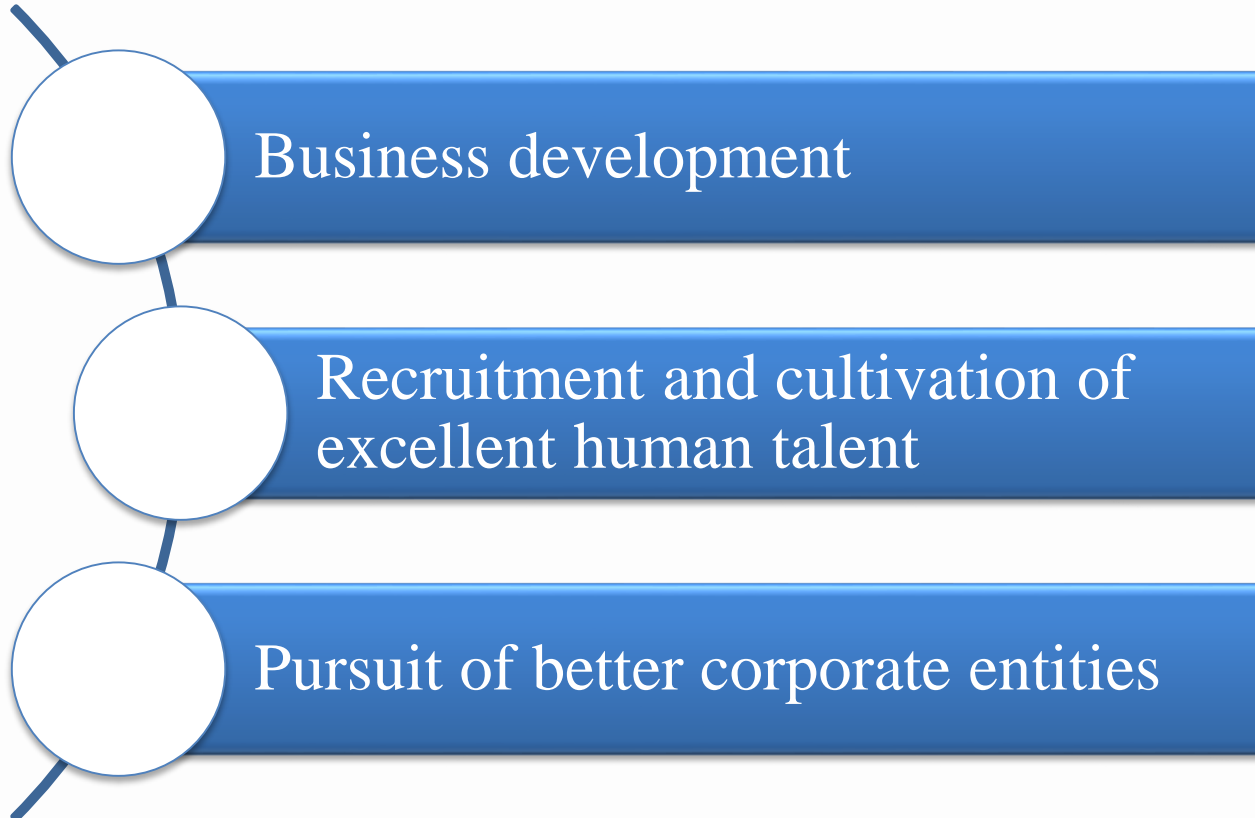 Business development
Recruitment and cultivation of
excellent human talent
Pursuit of better corporate entities